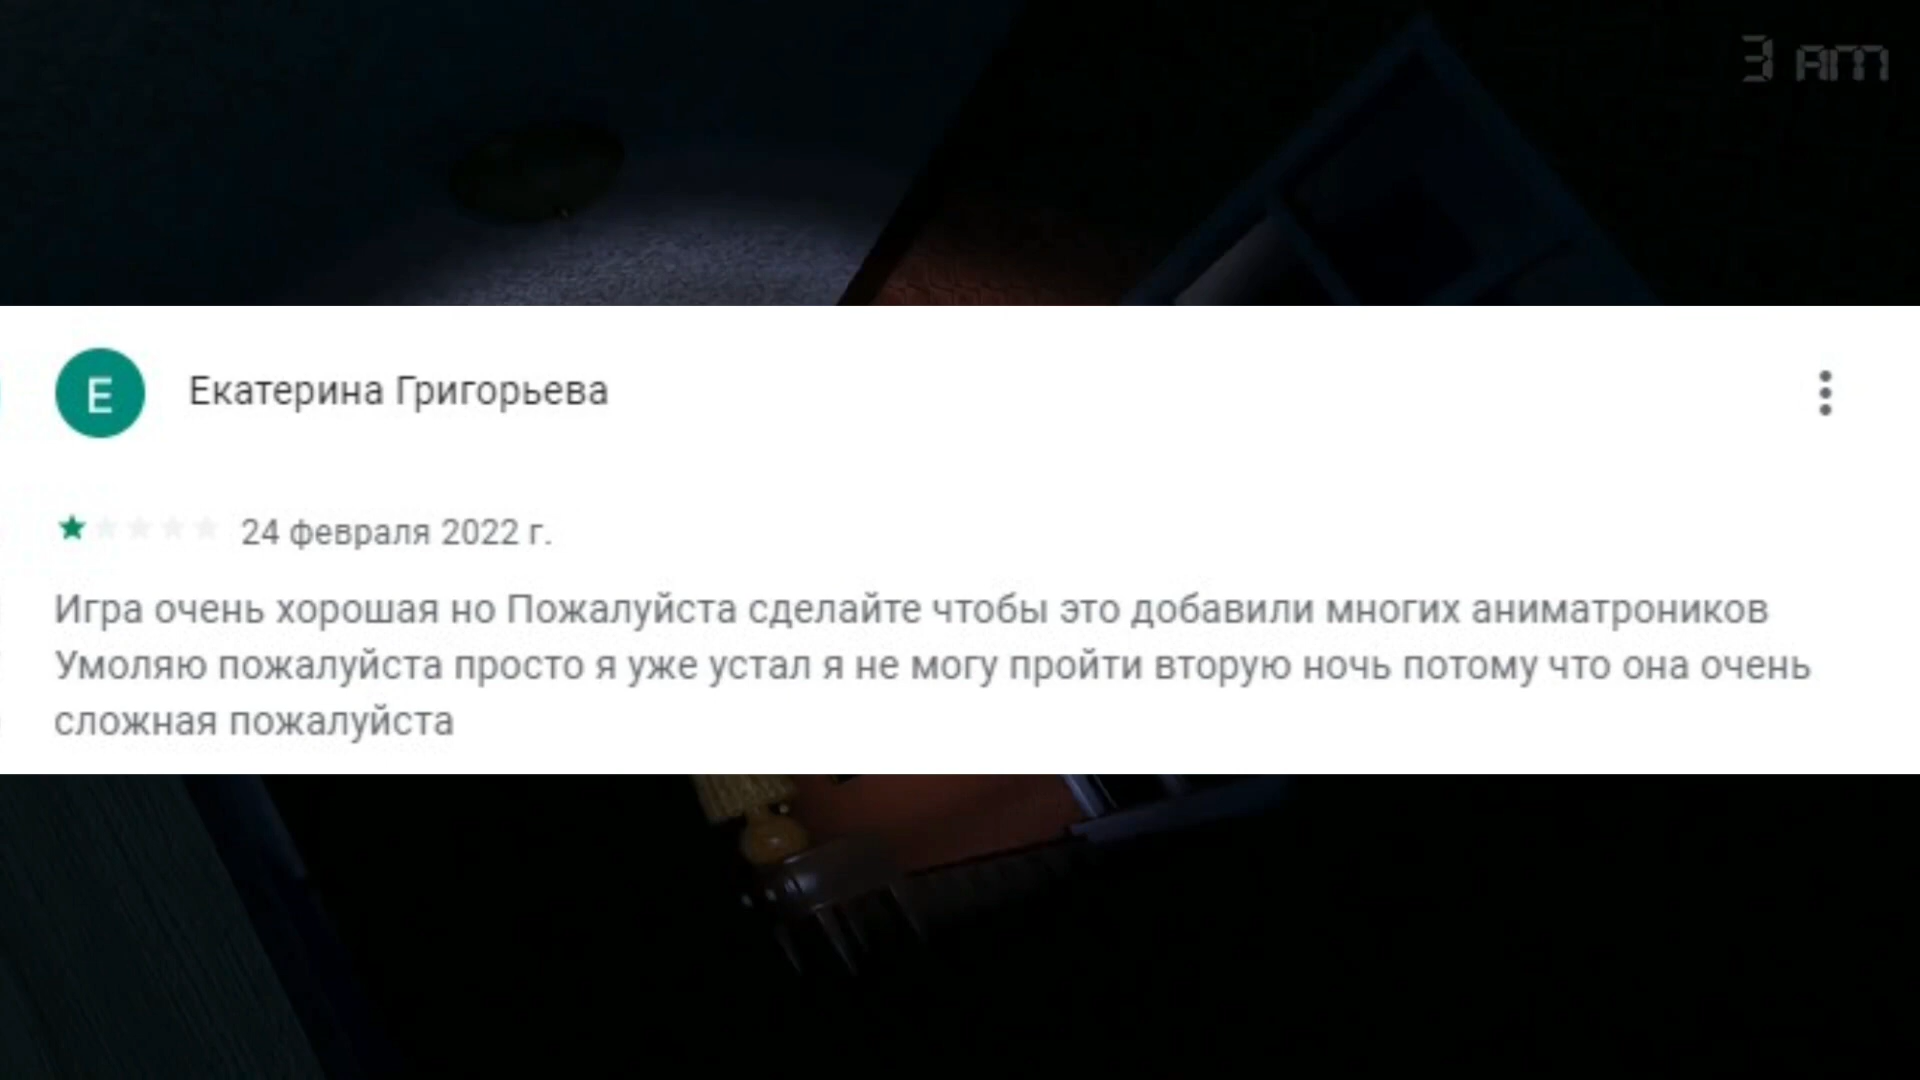 3 AM
Е
Екатерина Григорьева
24 февраля 2022 г.
Игра очень хорошая но Пожалуйста сделайте чтобы это добавили многих аниматроников
Умоляю пожалуйста просто я уже устал я не могу пройти вторую ночь потому что она очень
сложная пожалуйста